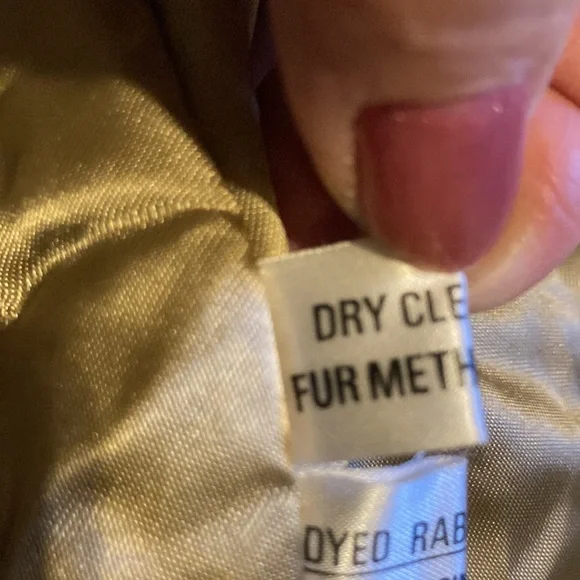 DRY CLE
FUR METH
DYED RAB